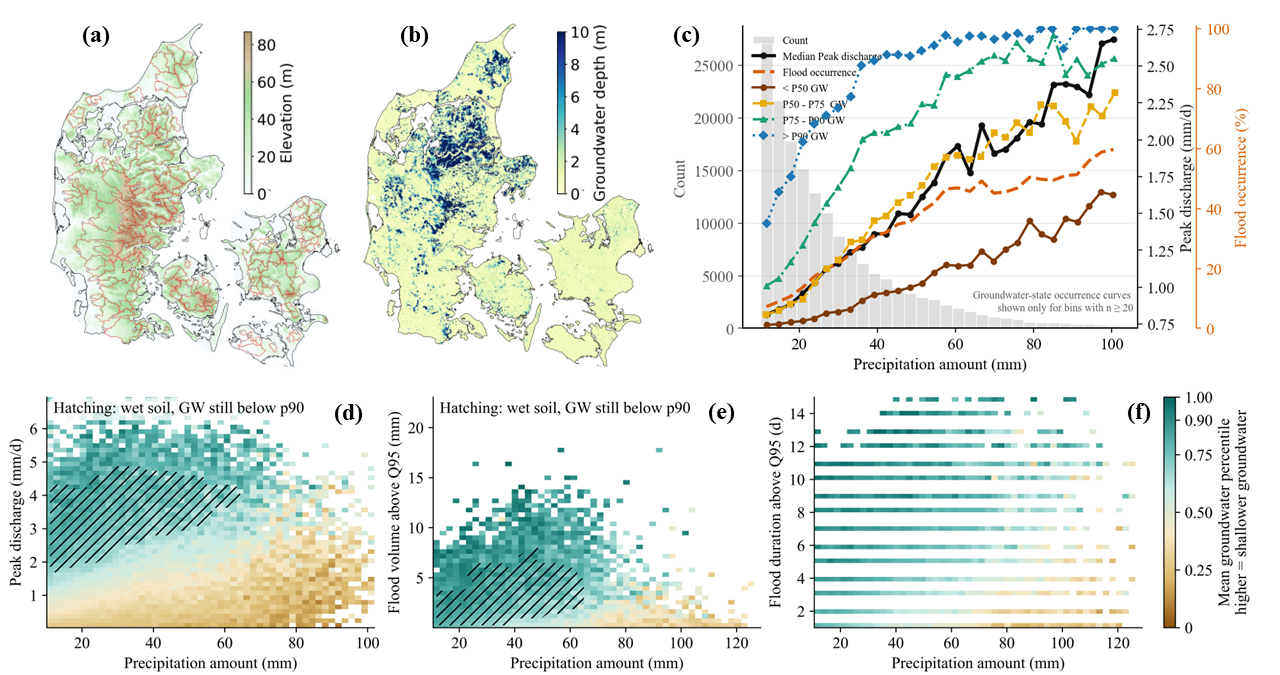 (a)
80
60
40
20
0
Elevation (m)
(b)
10
8
6
4
2
0
Groundwater depth (m)
(c)
Count
Median Peak discharge
Flood occurrence
< P50 GW
P50 - P75 GW
P75 - P90 GW
> P90 GW
25000
20000
15000
10000
5000
0
Count
20
40
60
80
100
Precipitation amount (mm)
Groundwater-state occurrence curves
shown only for bins with n ≥ 20
2.75
2.50
2.25
2.00
1.75
1.50
1.25
1.00
0.75
Peak discharge (mm/d)
100
80
60
40
20
0
Flood occurrence (%)
Hatching: wet soil, GW still below p90
(d)
6
5
4
3
2
1
Peak discharge (mm/d)
20
40
60
80
100
Precipitation amount (mm)
Hatching: wet soil, GW still below p90
(e)
20
15
10
5
Flood volume above Q95 (mm)
20
40
60
80
100
120
Precipitation amount (mm)
(f)
14
12
10
8
6
4
2
Flood duration above Q95 (d)
20
40
60
80
100
120
Precipitation amount (mm)
1.00
0.90
0.75
0.50
0.25
0
Mean groundwater percentile
higher = shallower groundwater